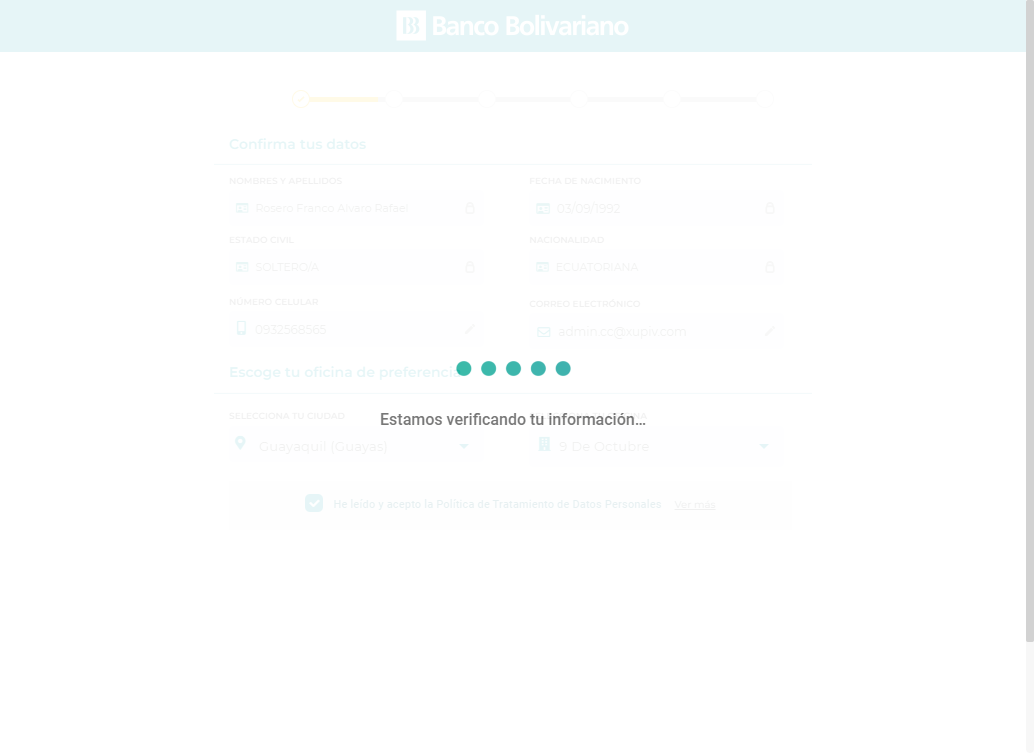 Banco Bolivariano
Confirma tus datos
NOMBRES Y APELLIDOS
FECHA DE NACIMIENTO
Rosero Franco Alvaro Rafael
03/09/1992
ESTADO CIVIL
NACIONALIDAD
SOLTERO/A
ECUATORIANA
NÚMERO CELULAR
CORREO ELECTRÓNICO
0932568565
admin.cc@xupiv.com
Escoge tu oficina de preferencia
SELECCIONA TU CIUDAD
Estamos verificando tu información...
Guayaquil (Guayas)
9 De Octubre
He leído y acepto la Política de Tratamiento de Datos Personales
Ver más